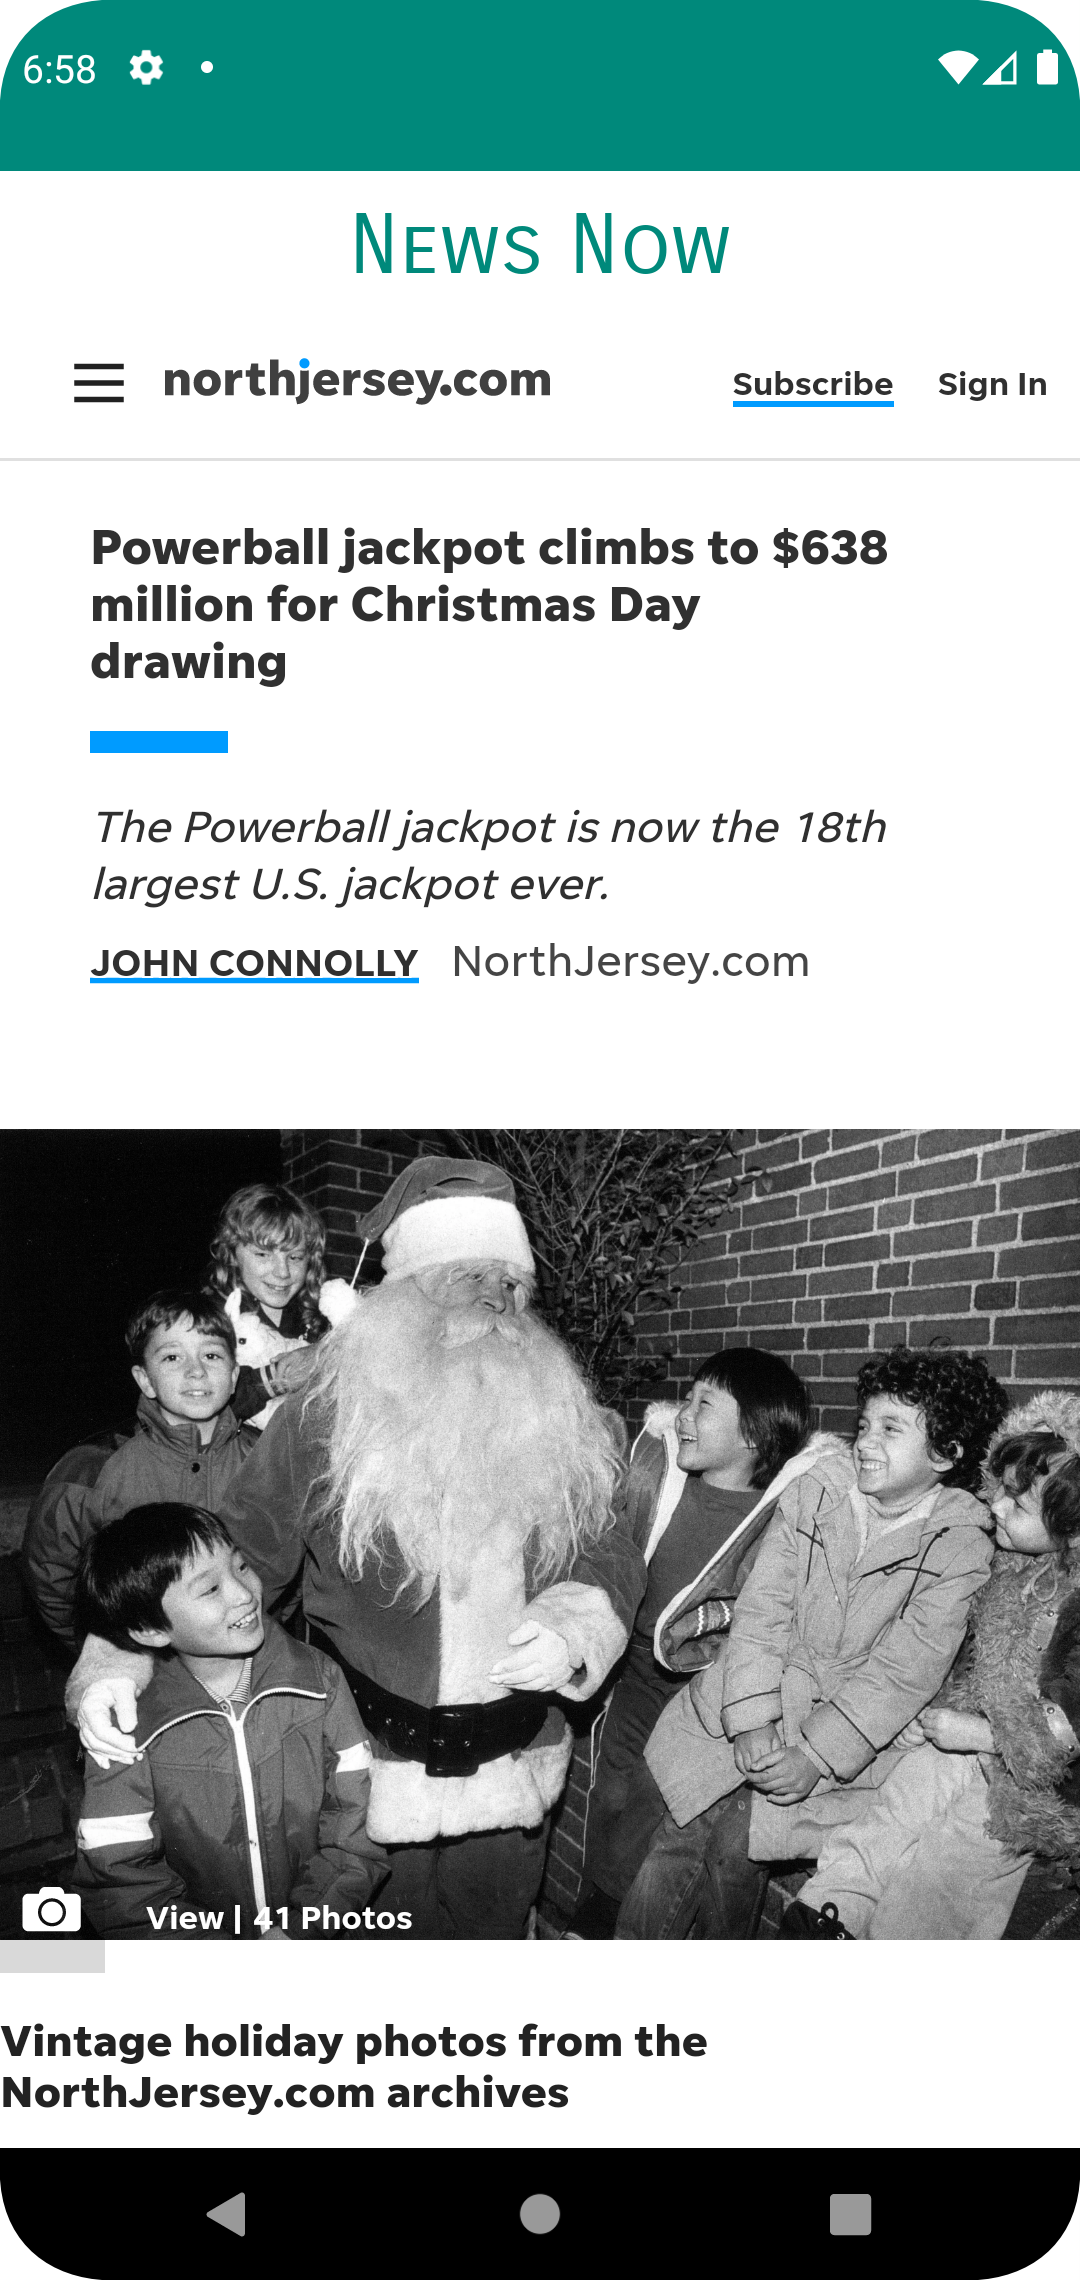 6:58
News Now
northjersey.com
Subscribe
Sign In
Powerball jackpot climbs to $638
million for Christmas Day
drawing
The Powerball jackpot is now the 18th
largest U.S. jackpot ever.
JOHN CONNOLLY NorthJersey.com
View | 41 Photos
Vintage holiday photos from the
NorthJersey.com archives